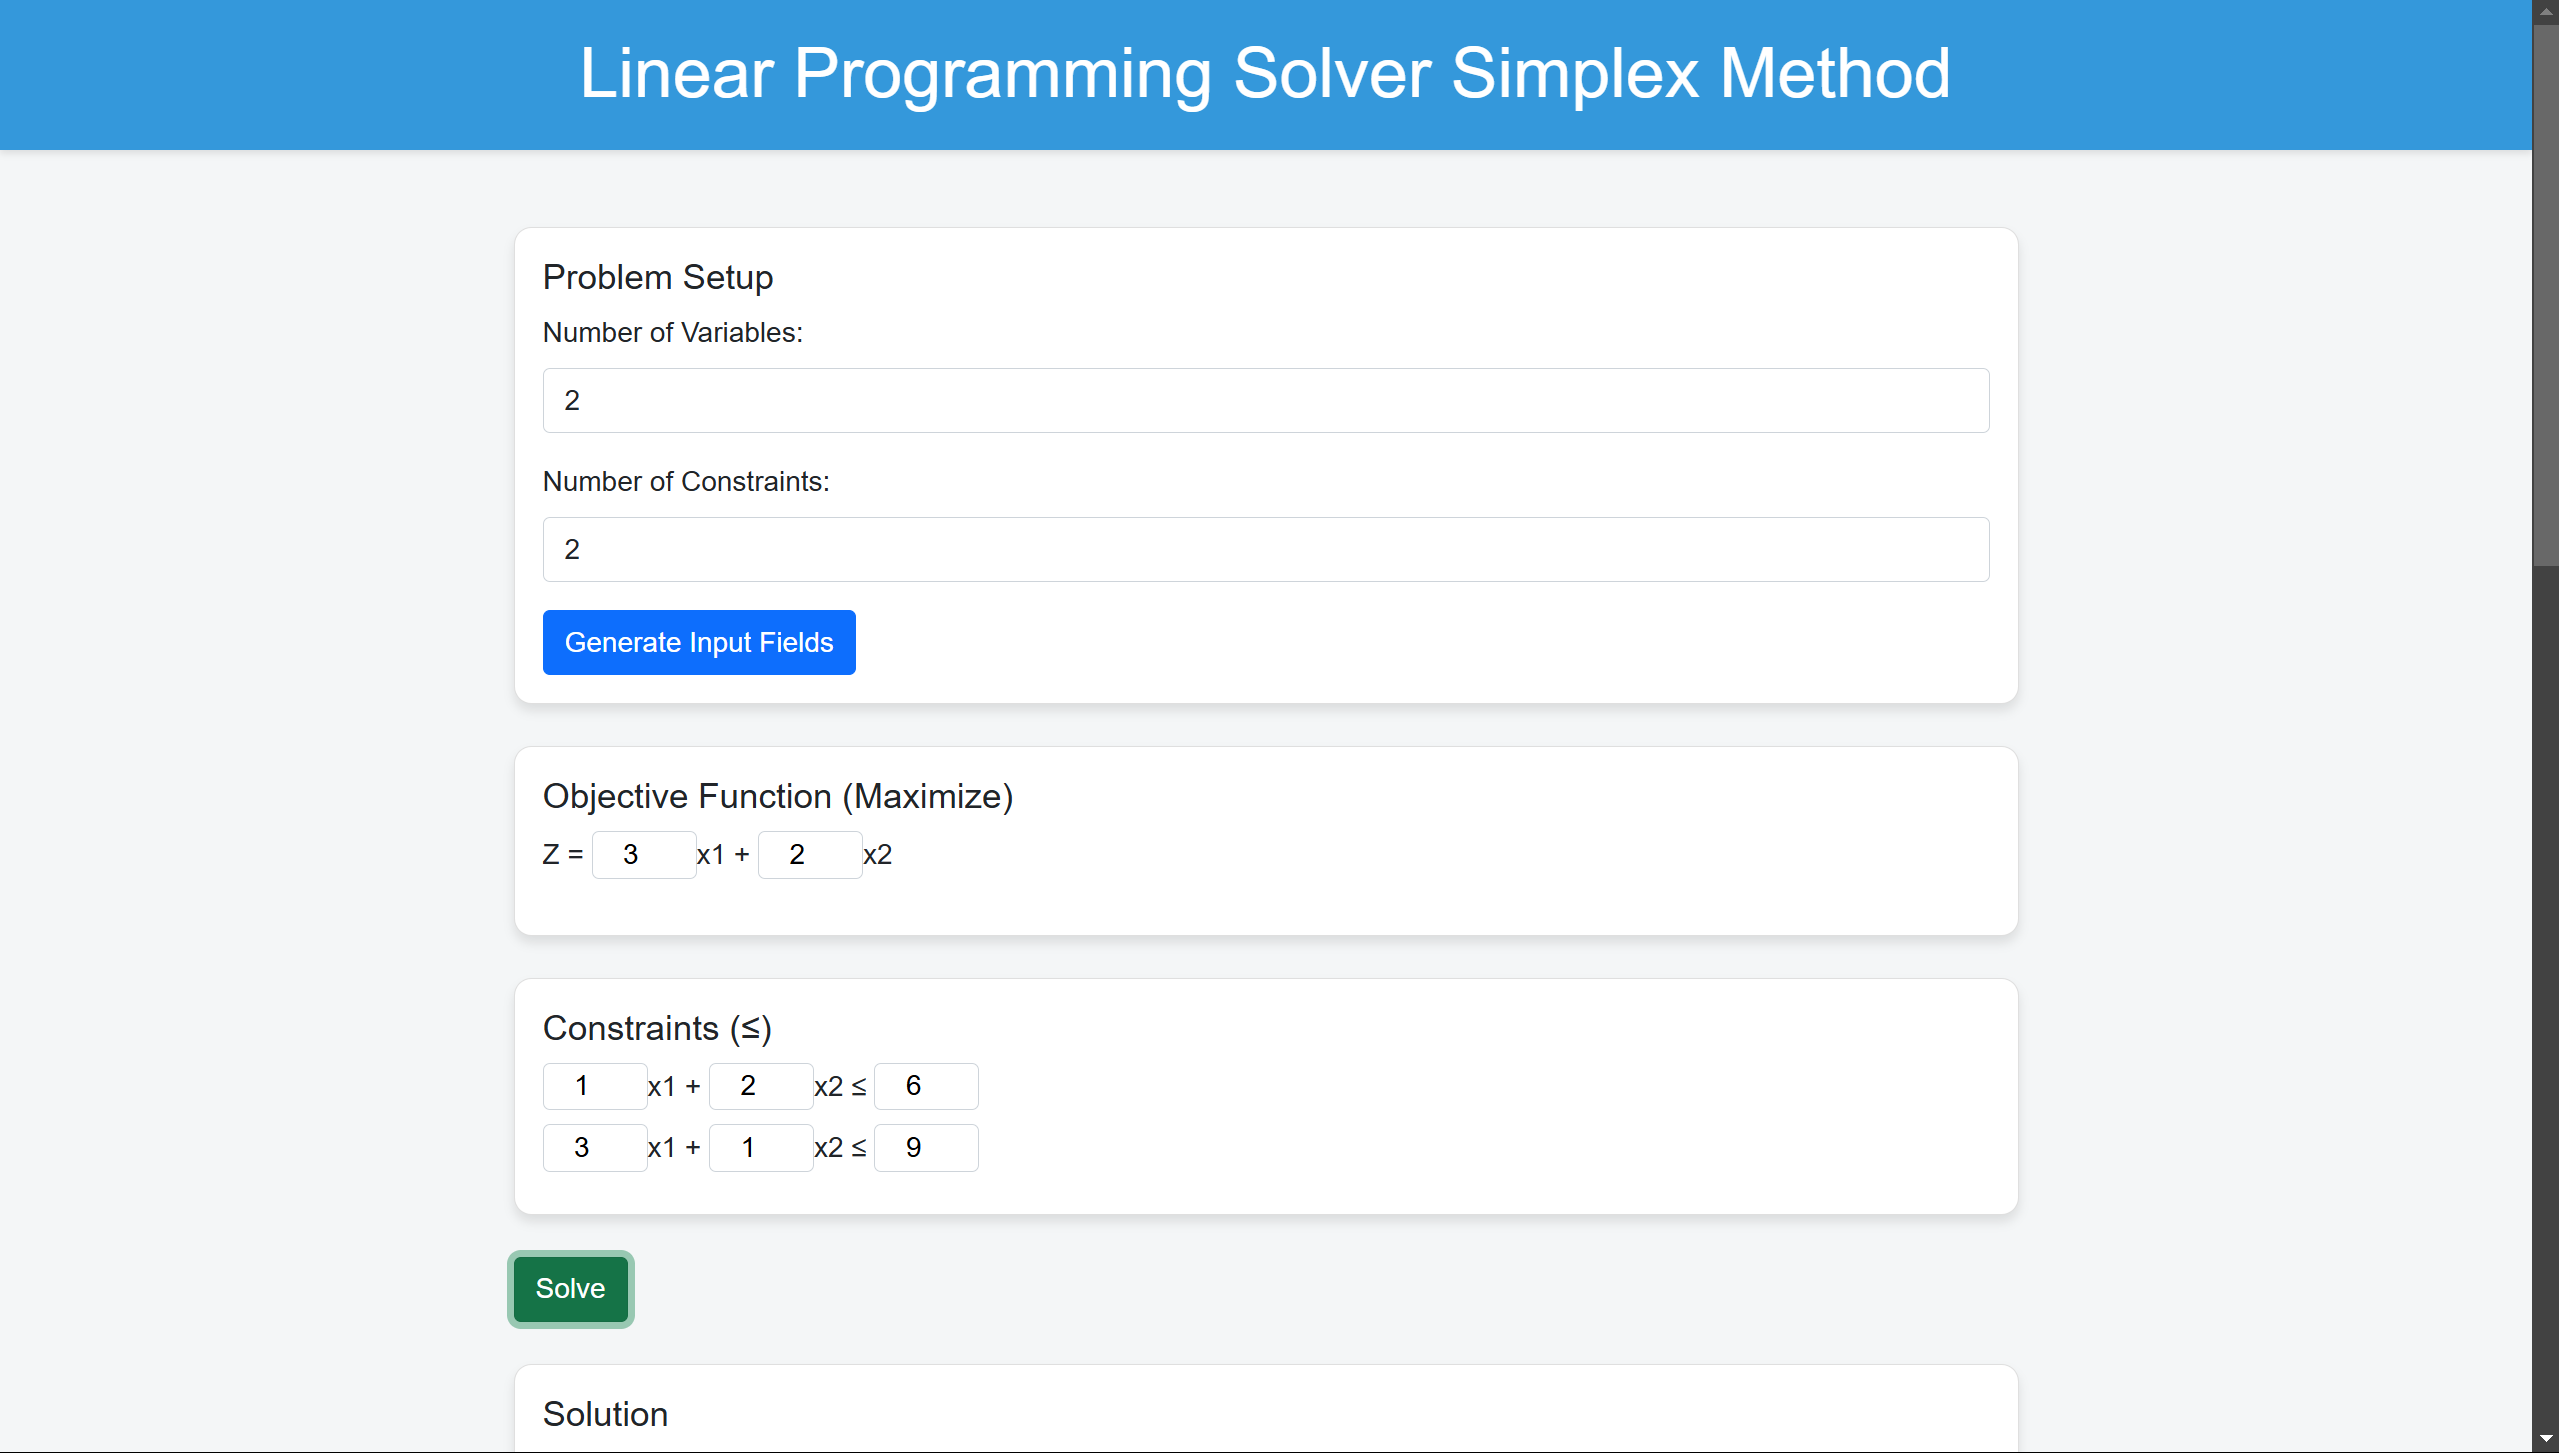 Linear Programming Solver Simplex Method
Problem Setup
Number of Variables:
2
Number of Constraints:
2
Generate Input Fields
Objective Function (Maximize)
Z = 3 x1 + 2 x2
Constraints (≤)
1 x1 + 2 x2 ≤ 6
3 x1 + 1 x2 ≤ 9
Solve
Solution